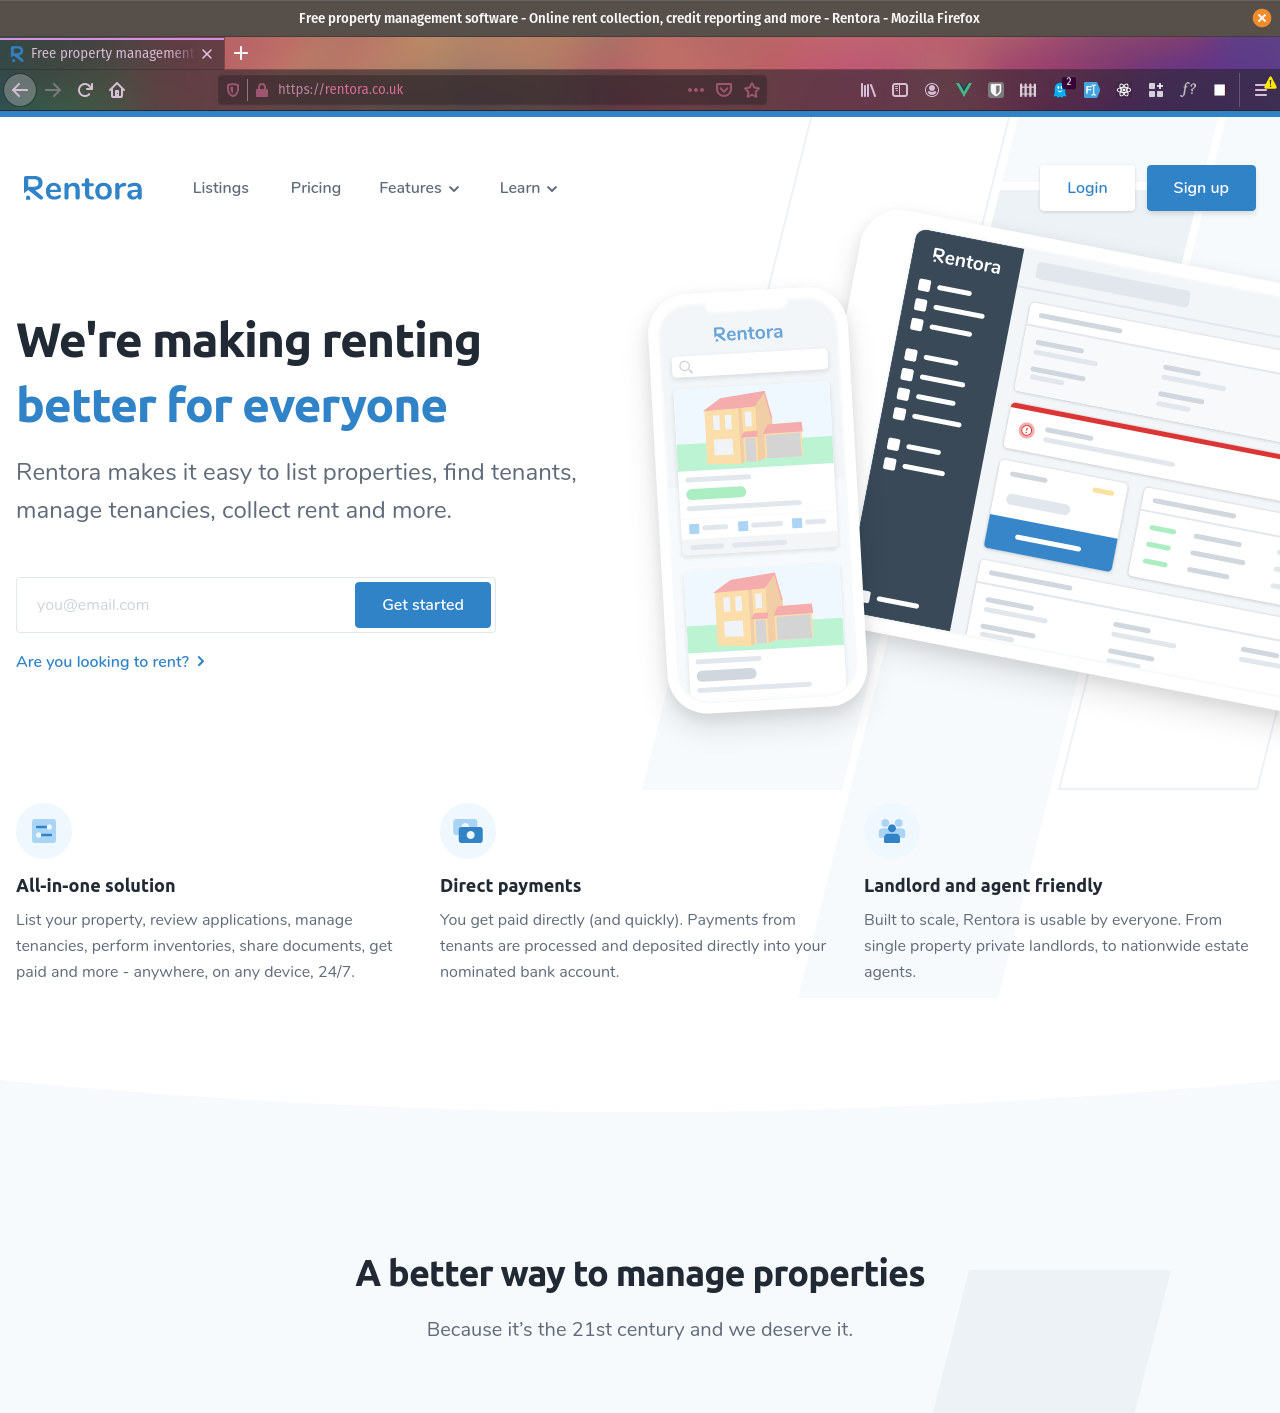 Free property management software - Online rent collection, credit reporting and more - Rentora - Mozilla Firefox
Free property management
https://rentora.co.uk
2
f?
Rentora
Listings
Pricing
Features
Learn
Login
Sign up
Rentora
Rentora
We're making renting
better for everyone
Rentora makes it easy to list properties, find tenants,
manage tenancies, collect rent and more.
you@email.com
Get started
Are you looking to rent?
All-in-one solution
List your property, review applications, manage
tenancies, perform inventories, share documents, get
paid and more - anywhere, on any device, 24/7.
Direct payments
You get paid directly (and quickly). Payments from
tenants are processed and deposited directly into your
nominated bank account.
Landlord and agent friendly
Built to scale, Rentora is usable by everyone. From
single property private landlords, to nationwide estate
agents.
A better way to manage properties
Because it’s the 21st century and we deserve it.